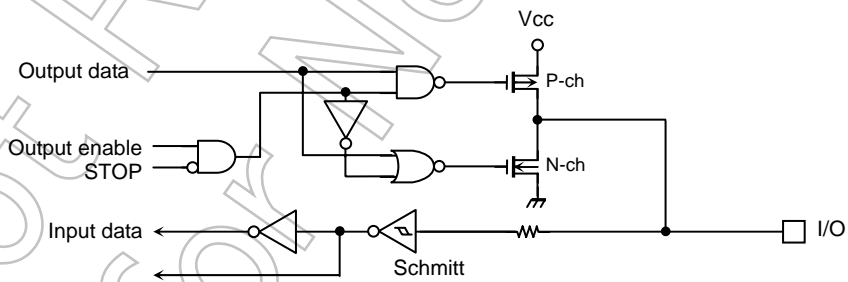 Vcc
Output data
P-ch
Output enable
STOP
N-ch
Input data
I/O
Schmitt